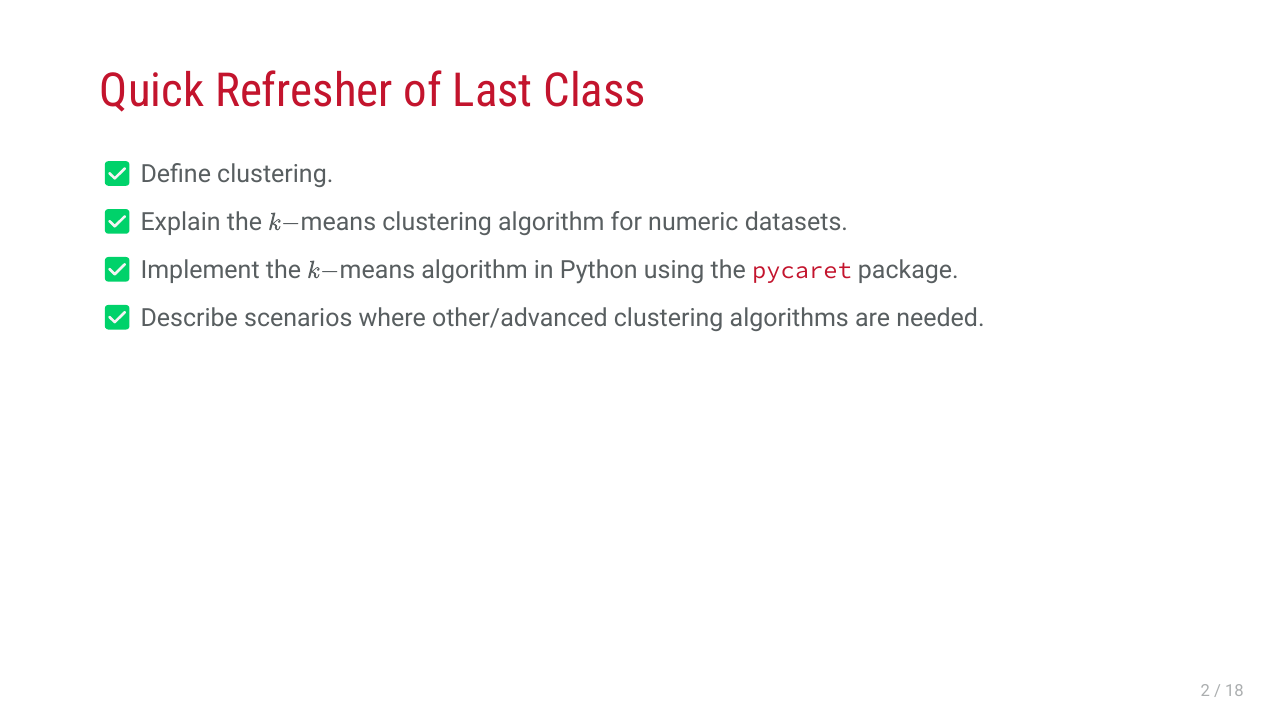 Quick Refresher of Last Class
✅ Define clustering.
✅ Explain the k−means clustering algorithm for numeric datasets.
✅ Implement the k−means algorithm in Python using the pycaret package.
✅ Describe scenarios where other/advanced clustering algorithms are needed.
2 / 18